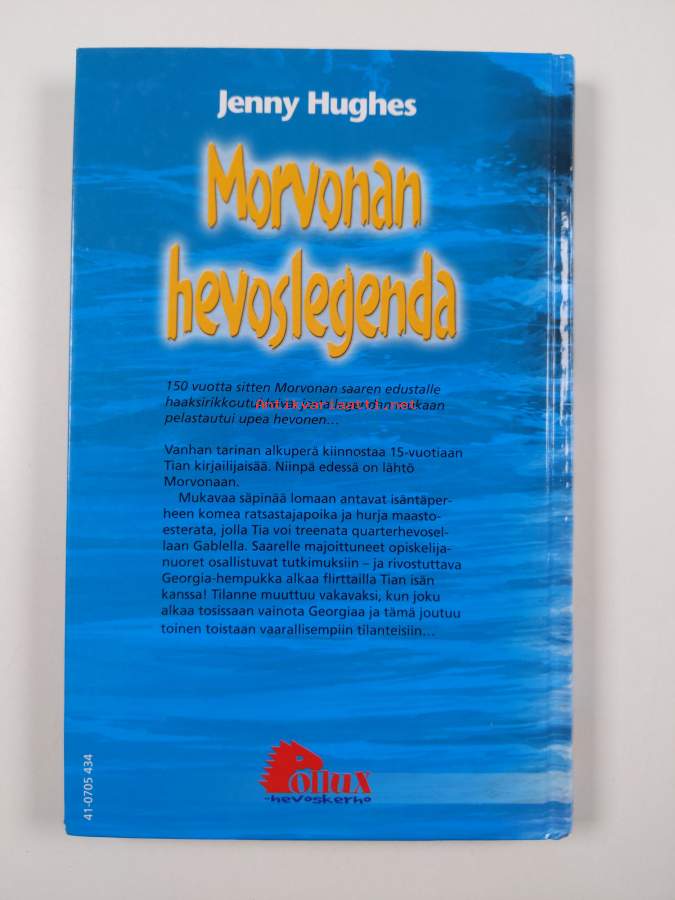 Jenny Hughes
Morvonan
hevoslegenda
150 vuotta sitten Morvonan saaren edustalle
Antikvariaatti.net
pelastautui upea hevonen...
Vanhan tarinan alkuperä kiinnostaa 15-vuotiaan
Tian kirjailijaisää. Niinpä edessä on lähtö
Morvonaan.
Mukavaa säpinää lomaan antavat isäntäper-
heen komea ratsastajapoika ja hurja maasto-
esterata, jolla Tia voi treenata quarterhevosel-
laan Gablella. Saarelle majoittuneet opiskelija-
nuoret osallistuvat tutkimuksiin – ja rivostuttava
Georgia-hempukka alkaa flirttailla Tian isän
kanssa! Tilanne muuttuu vakavaksi, kun joku
alkaa tosissaan vainota Georgiaa ja tämä joutuu
toinen toistaan vaarallisempiin tilanteisiin...
Pollux
-hevoskerho
41-0705 434